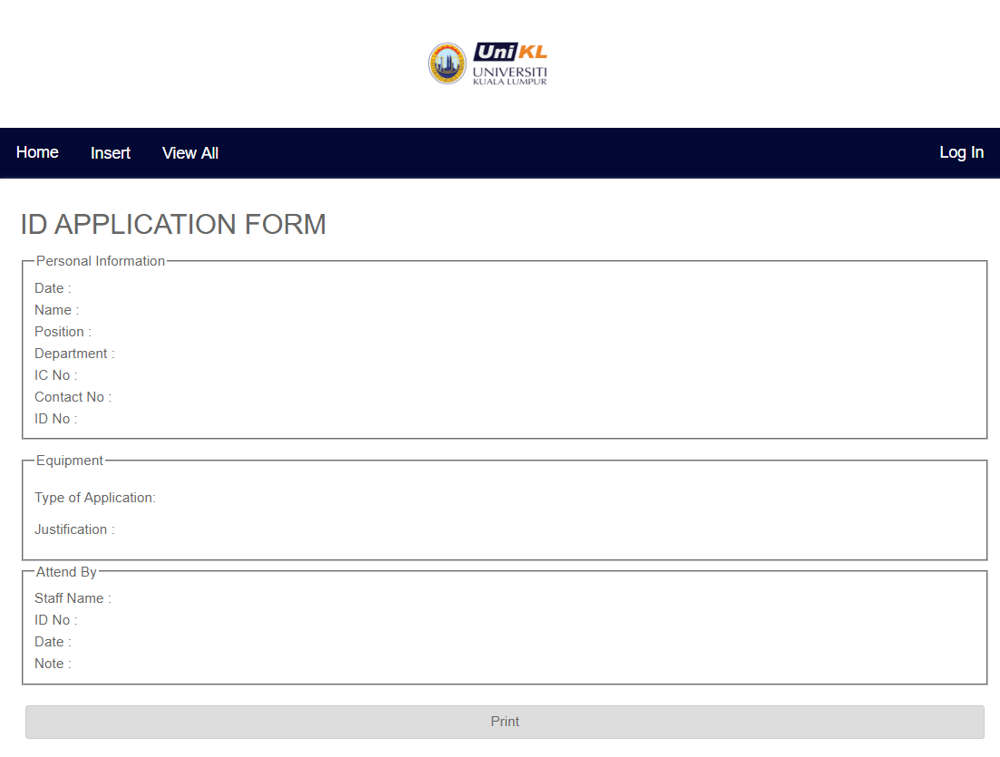 UniKL
UNIVERSITI
KUALA LUMPUR
Home Insert View All Log In
ID APPLICATION FORM
Personal Information
Date :
Name :
Position :
Department :
IC No :
Contact No :
ID No :
Equipment
Type of Application:
Justification :
Attend By
Staff Name :
ID No :
Date :
Note :
Print